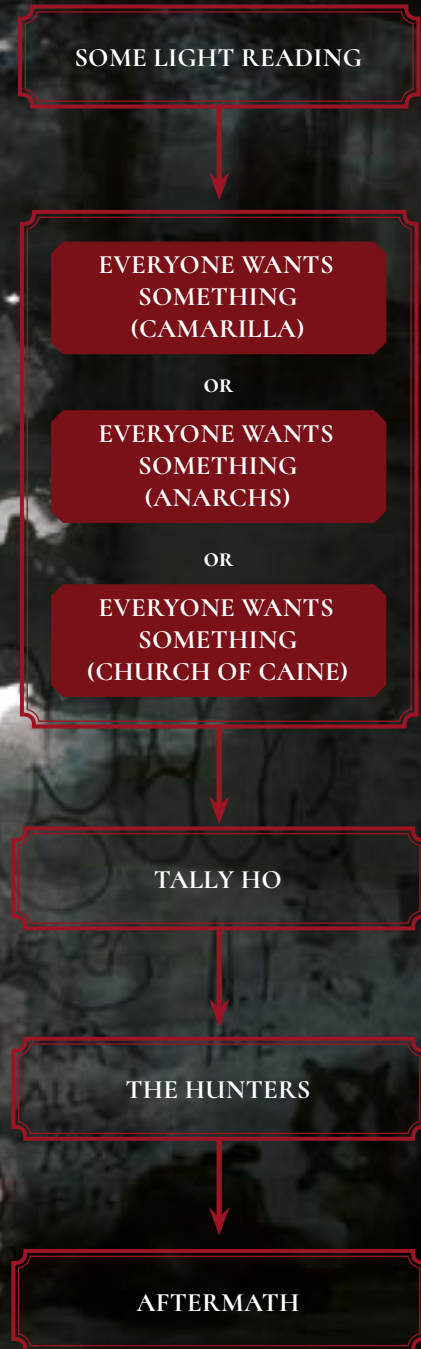 SOME LIGHT READING
EVERYONE WANTS
SOMETHING
(CAMARILLA)
OR
EVERYONE WANTS
SOMETHING
(ANARCHS)
OR
EVERYONE WANTS
SOMETHING
(CHURCH OF CAINE)
TALLY HO
THE HUNTERS
AFTERMATH